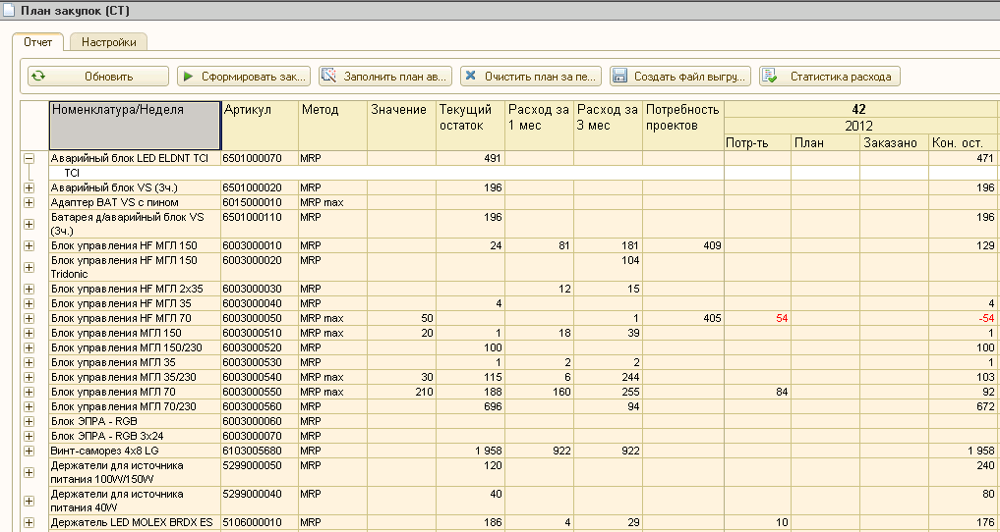 План закупок (СТ)
Отчет Настройки
Обновить Сформировать зак... Заполнить план ав... Очистить план за пе... Создать файл выгру... Статистика расхода
Номенклатура/Неделя Артикул Метод Значение Текущий остаток Расход за 1 мес Расход за 3 мес Потребность проектов 42
2012
Потр-ть План Заказано Кон. ост.
Аварийный блок LED ELDNT TCI 6501000070 MRP 491 471
TCI
Аварийный блок VS (3ч.) 6501000020 MRP 196 196
Адаптер BAT VS с пином 6015000010 MRP max
Батарея д/аварийный блок VS (3ч.) 6501000110 MRP 196 196
Блок управления HF МГЛ 150 6003000010 MRP 24 81 181 409 129
Блок управления HF МГЛ 150 Tridonic 6003000020 MRP 104
Блок управления HF МГЛ 2x35 6003000030 MRP 12 15
Блок управления HF МГЛ 35 6003000040 MRP 4 4
Блок управления HF МГЛ 70 6003000050 MRP max 50 1 405 54 -54
Блок управления МГЛ 150 6003000510 MRP max 20 1 18 39 1
Блок управления МГЛ 150/230 6003000520 MRP 100 100
Блок управления МГЛ 35 6003000530 MRP 1 2 2 1
Блок управления МГЛ 35/230 6003000540 MRP max 30 115 6 244 103
Блок управления МГЛ 70 6003000550 MRP max 210 188 160 255 84 92
Блок управления МГЛ 70/230 6003000560 MRP 696 94 672
Блок ЭПРА - RGB 6003000060 MRP
Блок ЭПРА - RGB 3x24 6003000070 MRP
Винт-саморез 4x8 LG 6103005680 MRP 1 958 922 922 1 958
Держатели для источника питания 100W/150W 5299000050 MRP 120 240
Держатели для источника питания 40W 5299000040 MRP 40 80
Держатель LED MOLEX BRDX ES 5106000010 MRP 186 4 29 10 176